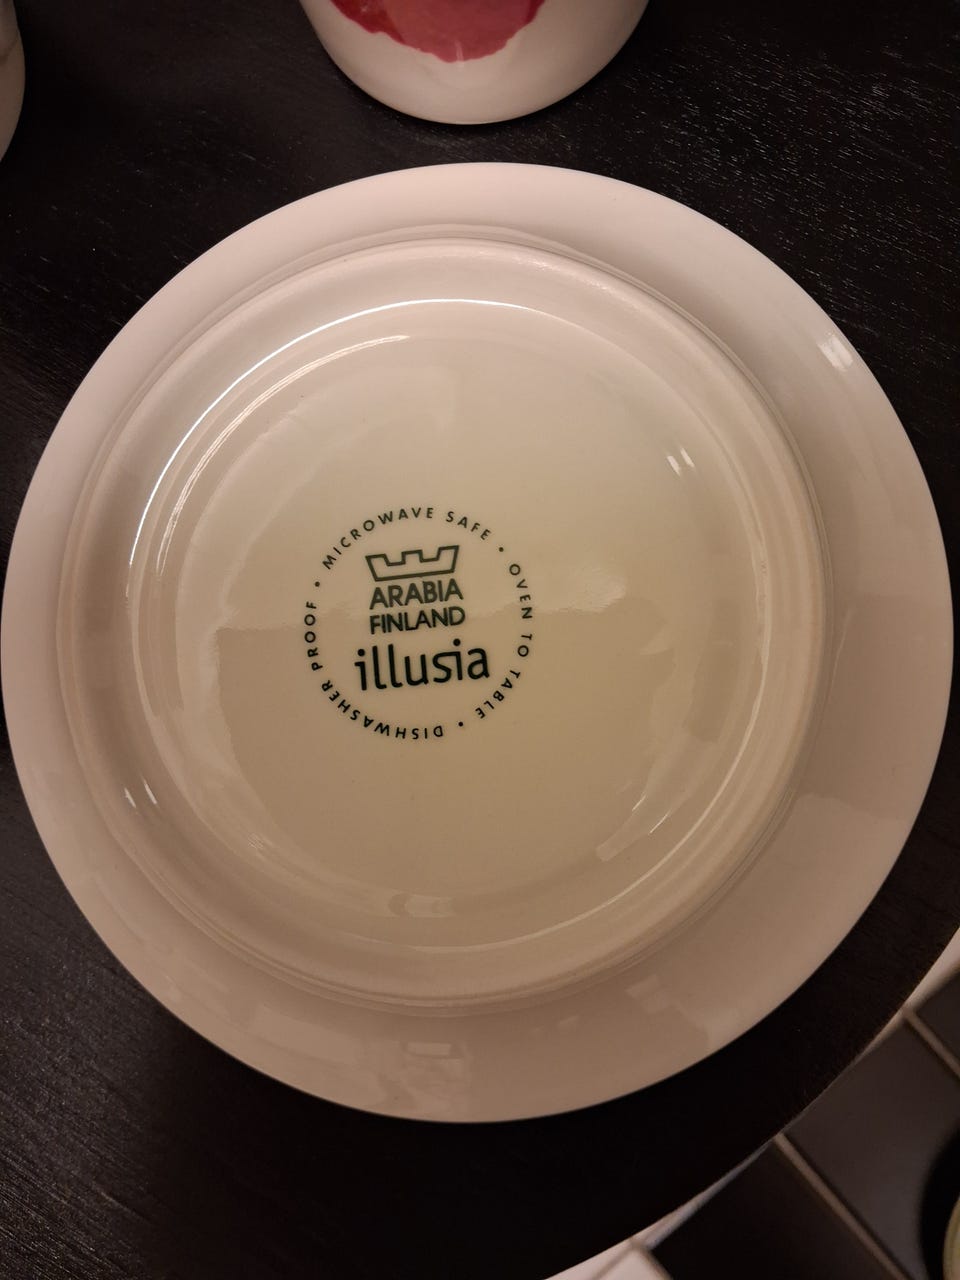 MICROWAVE SAFE • OVEN TO TABLE • DISHWASHER PROOF •
ARABIA
FINLAND
illusia